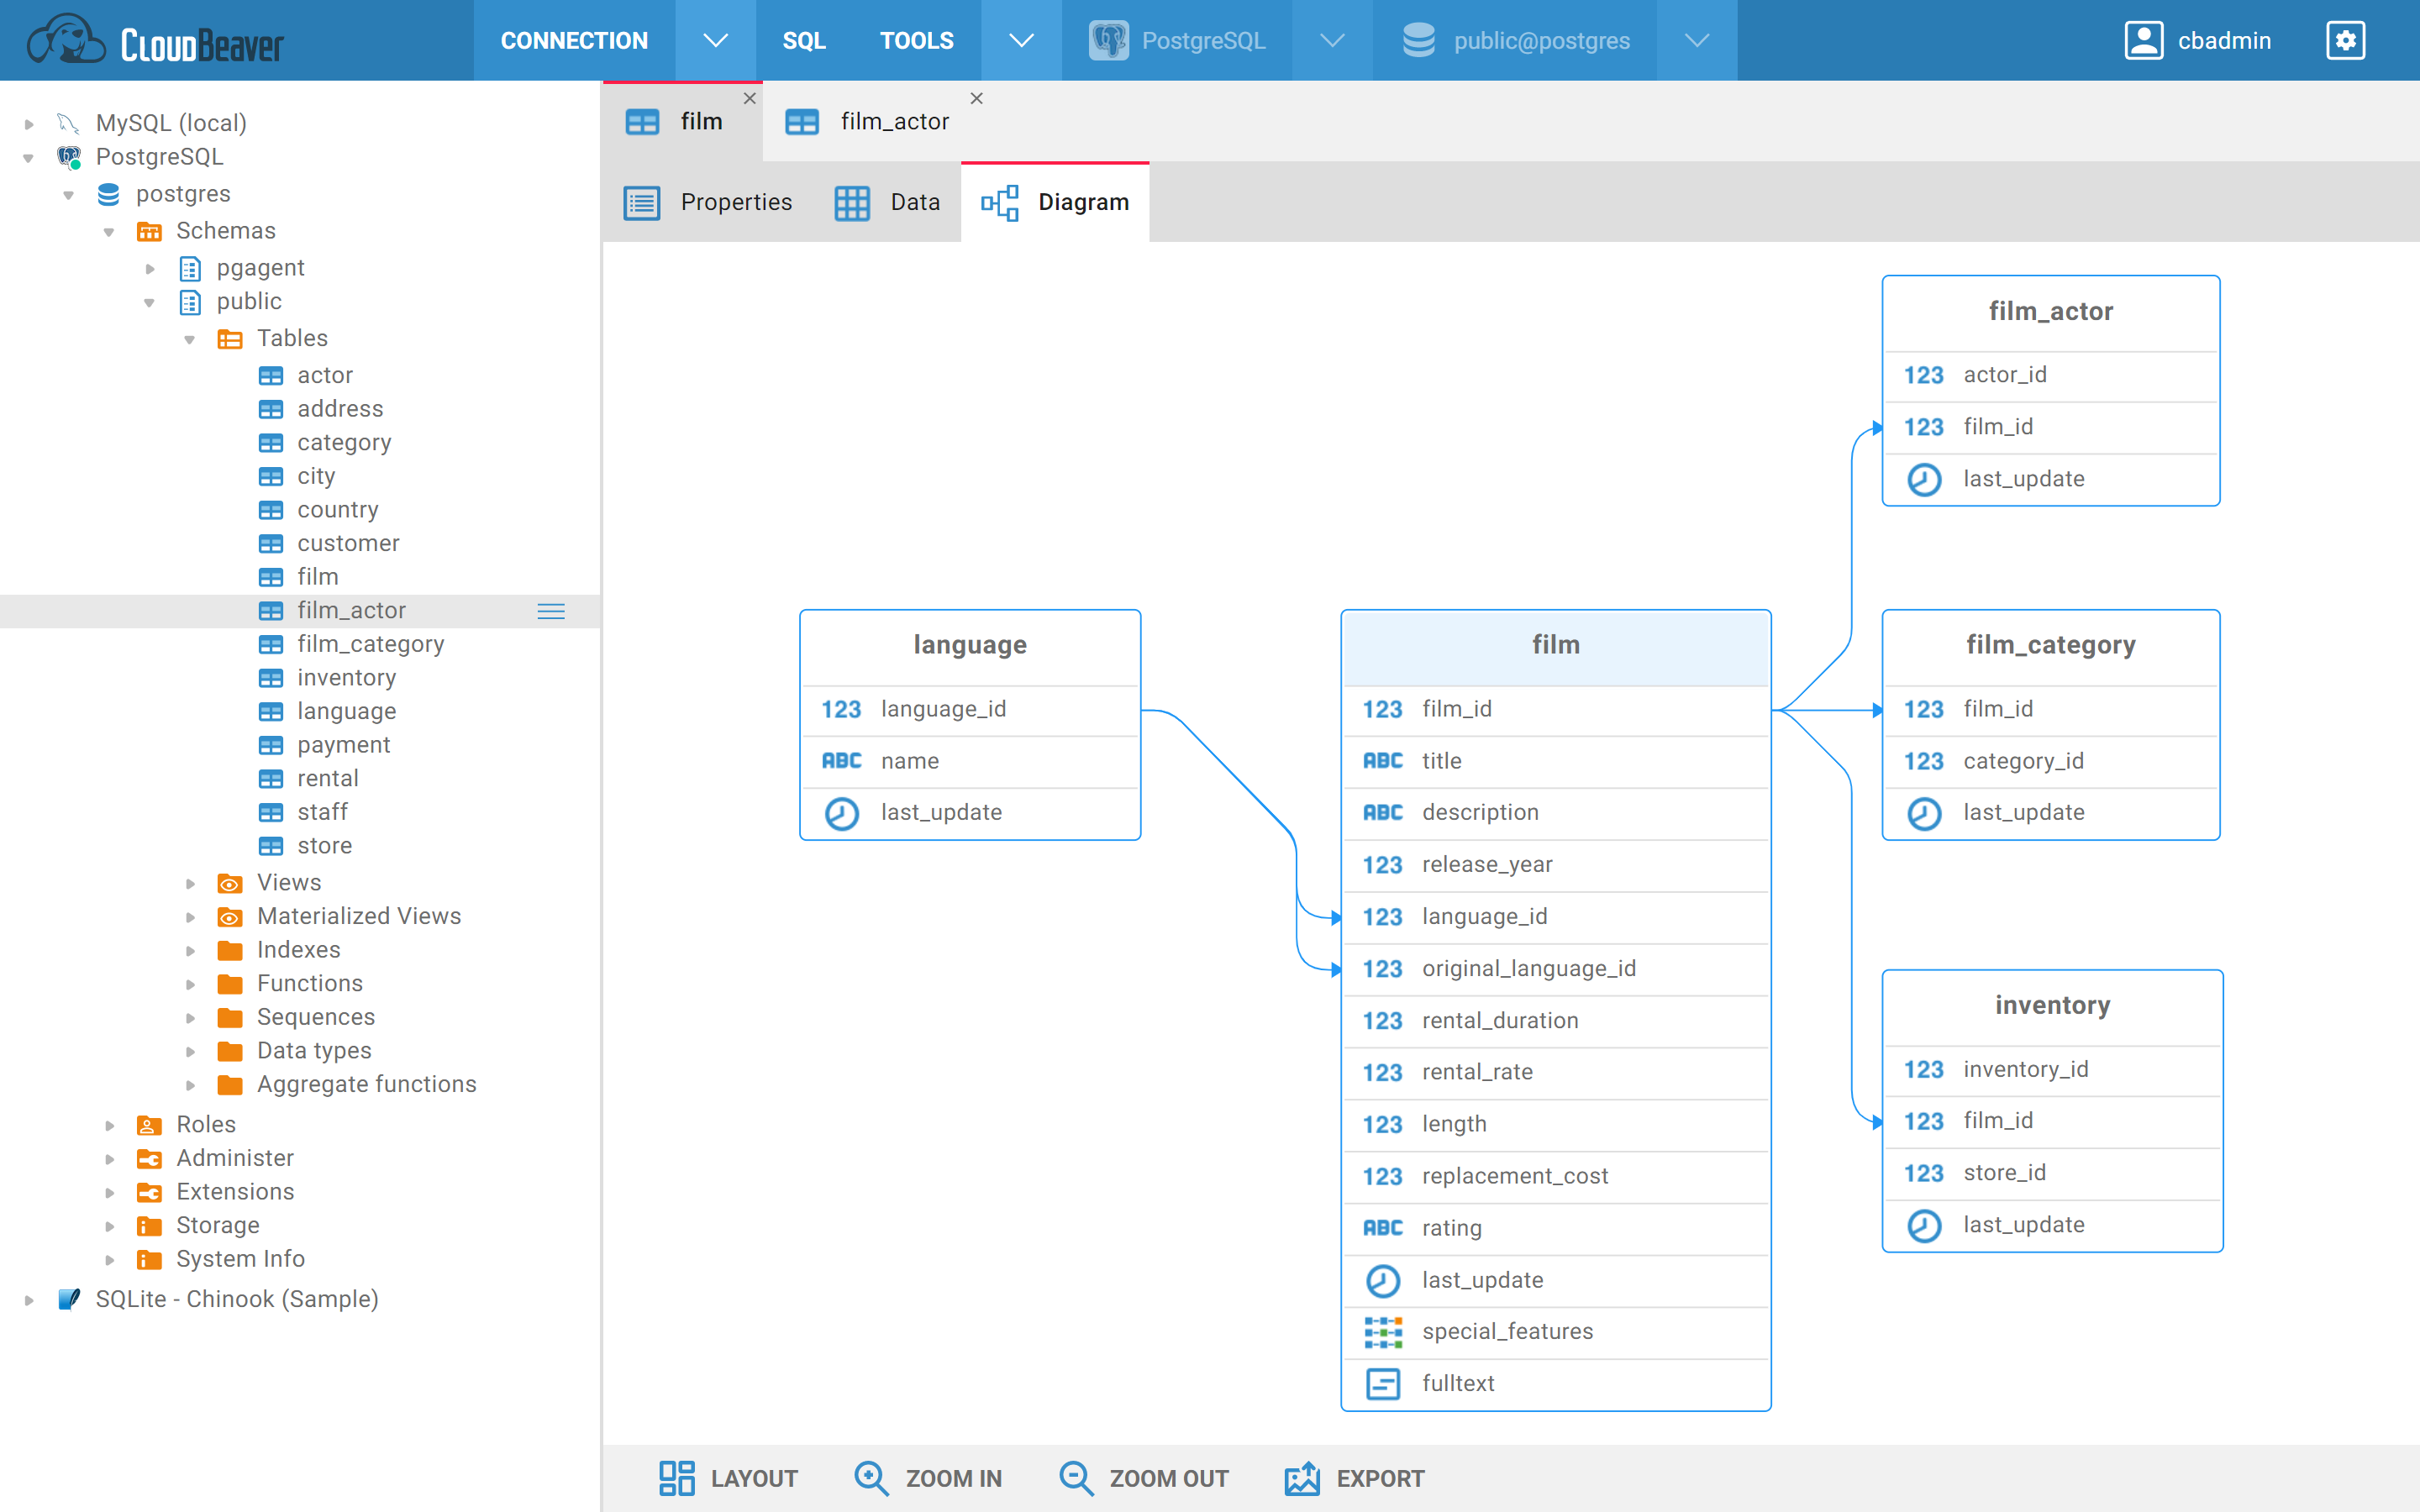 CLOUDBEAVER
CONNECTION
SQL
TOOLS
PostgreSQL
public@postgres
cbadmin
MySQL (local)
PostgreSQL
postgres
Schemas
pgagent
public
Tables
actor
address
category
city
country
customer
film
film_actor
film_category
inventory
language
payment
rental
staff
store
Views
Materialized Views
Indexes
Functions
Sequences
Data types
Aggregate functions
Roles
Administer
Extensions
Storage
System Info
SQLite - Chinook (Sample)
film
film_actor
Properties
Data
Diagram
language
123 language_id
ABC name
last_update
film
123 film_id
ABC title
ABC description
123 release_year
123 language_id
123 original_language_id
123 rental_duration
123 rental_rate
123 length
123 replacement_cost
ABC rating
last_update
special_features
fulltext
film_actor
123 actor_id
123 film_id
last_update
film_category
123 film_id
123 category_id
last_update
inventory
123 inventory_id
123 film_id
123 store_id
last_update
LAYOUT
ZOOM IN
ZOOM OUT
EXPORT